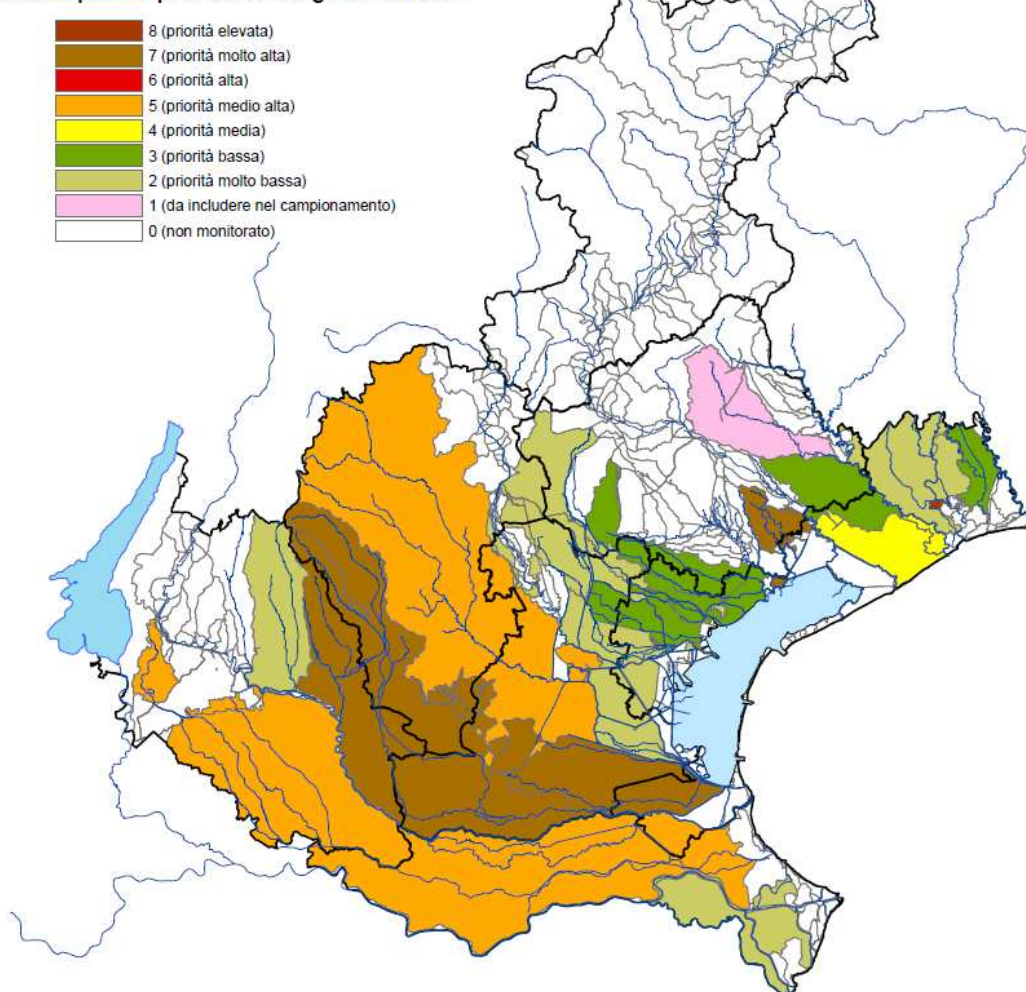 8 (priorità elevata)
7 (priorità molto alta)
6 (priorità alta)
5 (priorità medio alta)
4 (priorità media)
3 (priorità bassa)
2 (priorità molto bassa)
1 (da includere nel campionamento)
0 (non monitorato)